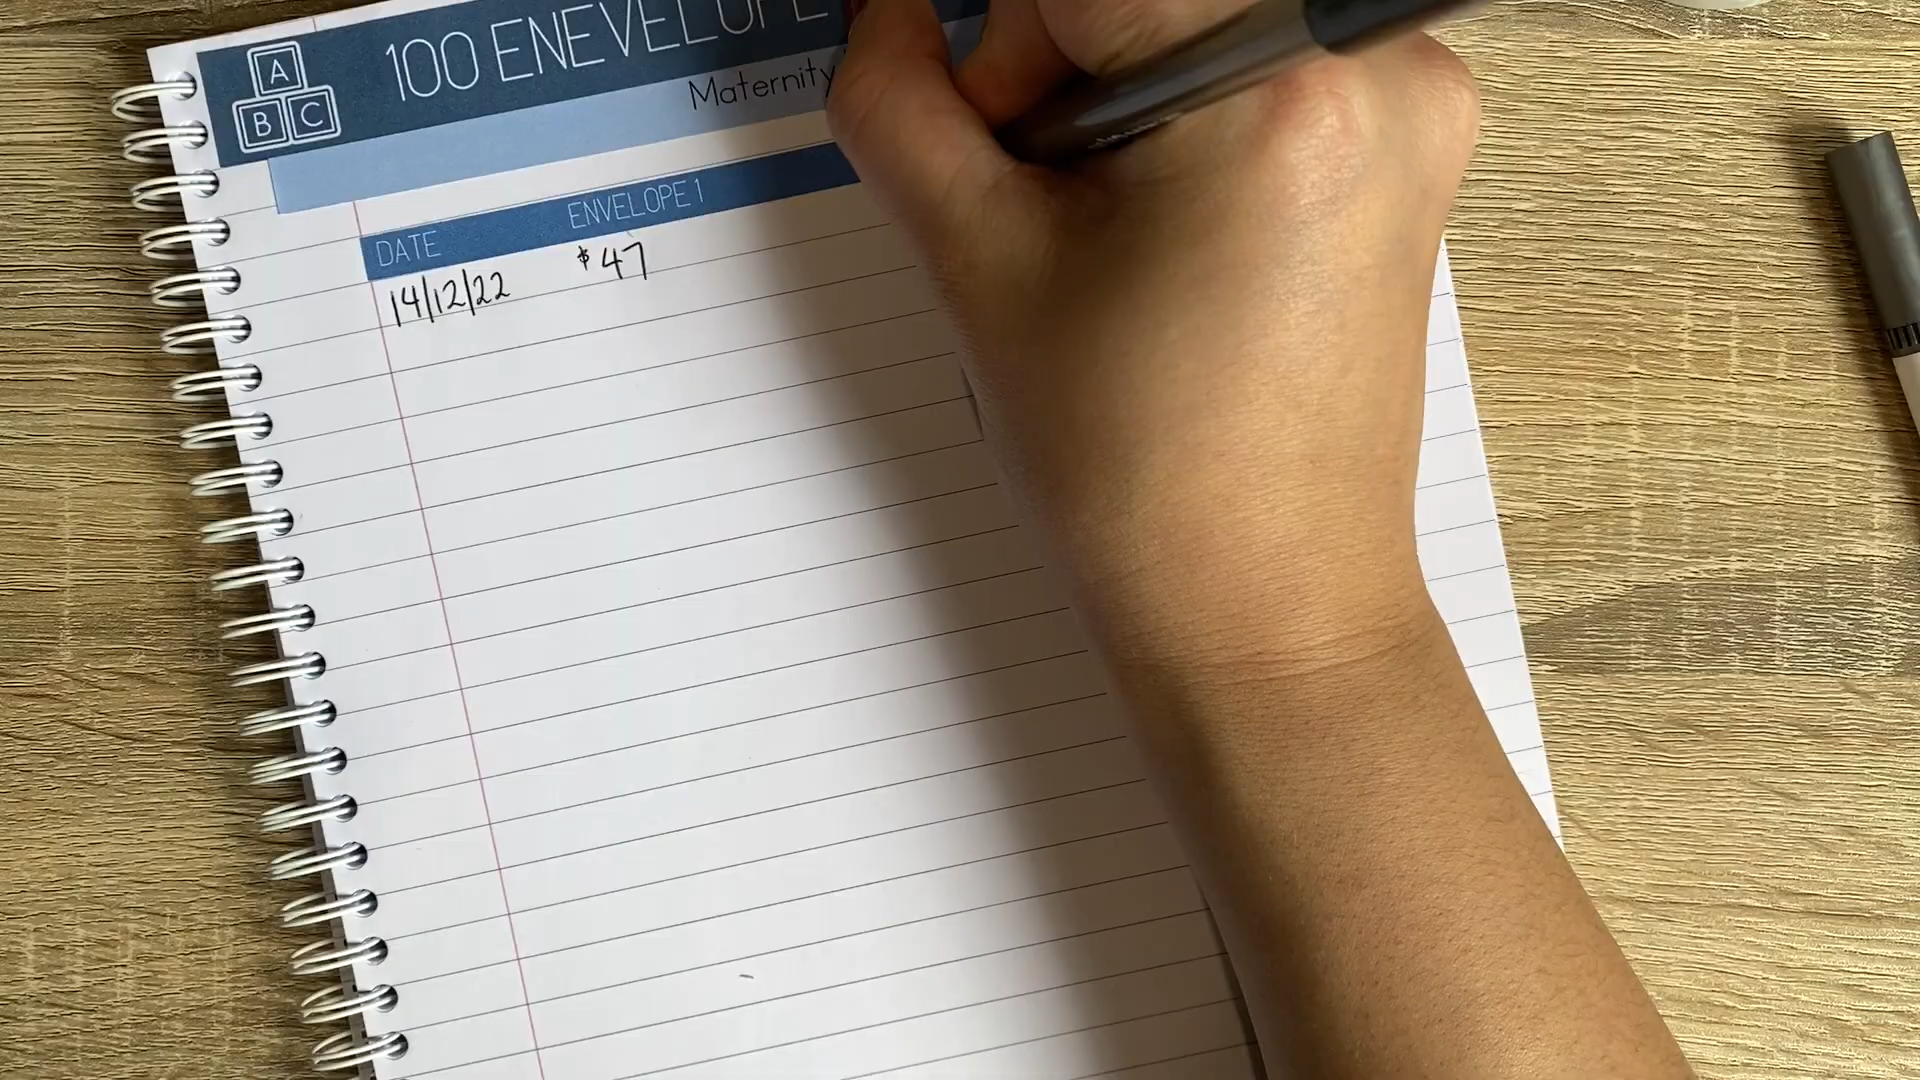 A
B C
100 ENEVELOPE
Maternity
DATE ENVELOPE 1
14/12/22 $47